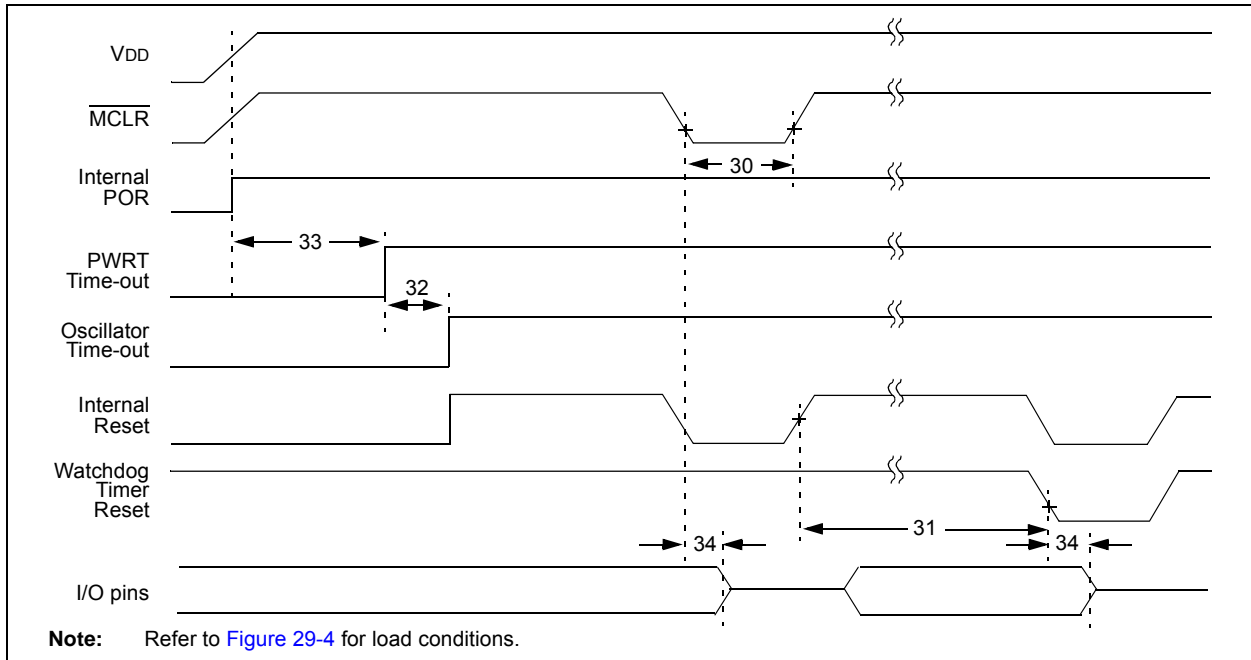 VDD
MCLR
30
Internal
POR
33
PWRT
Time-out
32
Oscillator
Time-out
Internal
Reset
Watchdog
Timer
Reset
31
34
34
I/O pins
Note: Refer to Figure 29-4 for load conditions.